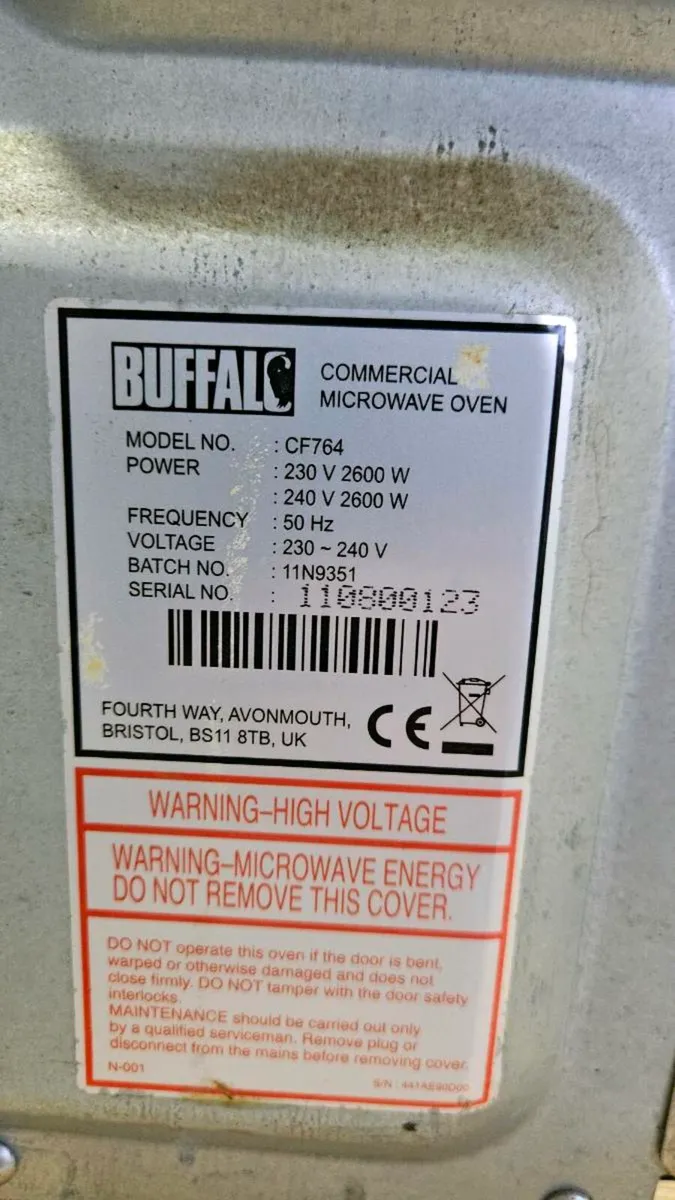 BUFFALO
COMMERCIAL
MICROWAVE OVEN
MODEL NO. : CF764
POWER : 230 V 2600 W
: 240 V 2600 W
FREQUENCY : 50 Hz
VOLTAGE : 230 ~ 240 V
BATCH NO. : 11N9351
SERIAL NO. : 110800123
FOURTH WAY, AVONMOUTH,
BRISTOL, BS11 8TB, UK
CE
WARNING–HIGH VOLTAGE
WARNING–MICROWAVE ENERGY
DO NOT REMOVE THIS COVER.
DO NOT operate this oven if the door is bent,
warped or otherwise damaged and does not
close firmly. DO NOT tamper with the door safety
interlocks.
MAINTENANCE should be carried out only
by a qualified serviceman. Remove plug or
disconnect from the mains before removing cover.
N-001
S/N : 441AE90D00